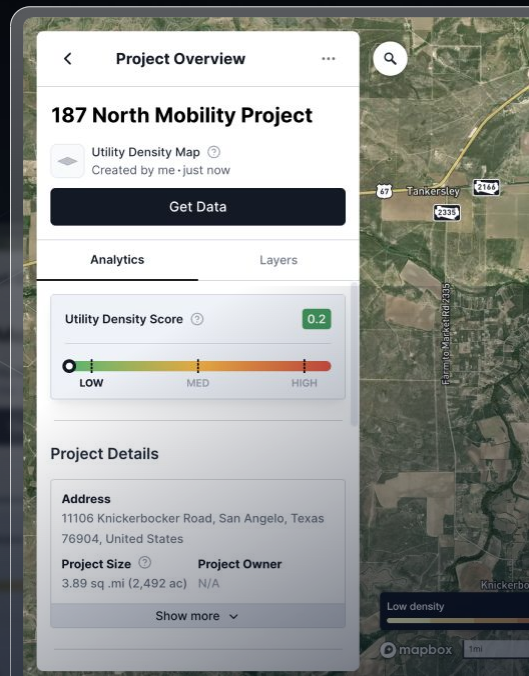 Project Overview
187 North Mobility Project
Utility Density Map
Created by me • just now
Get Data
Analytics Layers
Utility Density Score 0.2
LOW MED HIGH
Project Details
Address
11106 Knickerbocker Road, San Angelo, Texas
76904, United States
Project Size Project Owner
3.89 sq .mi (2,492 ac) N/A
Show more
67 Tankersley 2166
2335
Farm to Market Rd 2335
Low density
mapbox 1mi